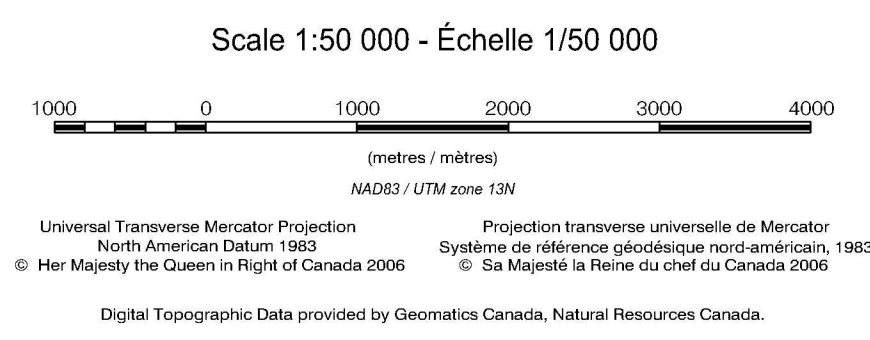 Scale 1:50 000 - Échelle 1/50 000
1000 0 1000 2000 3000 4000
(metres / mètres)
NAD83 / UTM zone 13N
Universal Transverse Mercator Projection
North American Datum 1983
© Her Majesty the Queen in Right of Canada 2006
Projection transverse universelle de Mercator
Système de référence géodésique nord-américain, 1983
© Sa Majesté la Reine du chef du Canada 2006
Digital Topographic Data provided by Geomatics Canada, Natural Resources Canada.